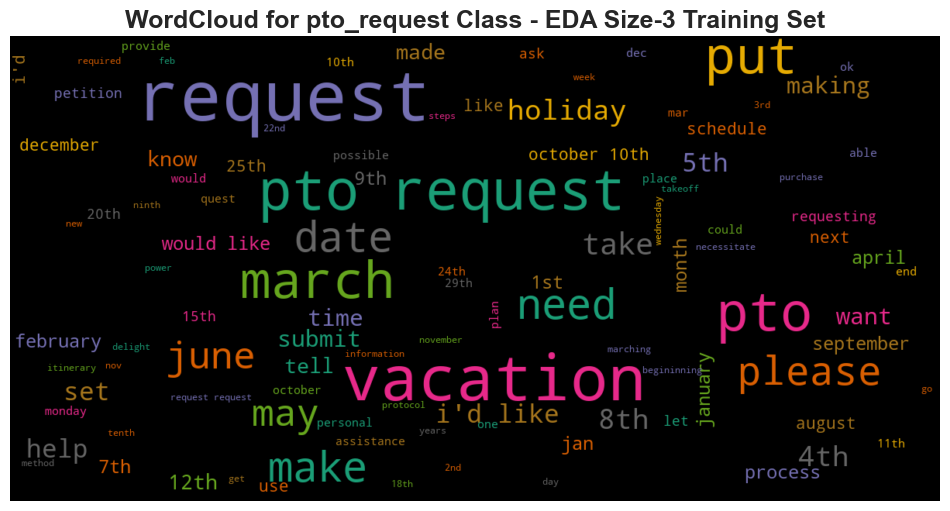 WordCloud for pto_request Class - EDA Size-3 Training Set
provide
made
ask
dec
put
i'd
required
feb
10th
week
ok
petition
request
like
holiday
making
steps
mar
3rd
22nd
schedule
december
know
possible
october 10th
5th
able
25th
would
9th
place
purchase
pto request
takeoff
ninth
quest
20th
wednesday
requesting
new
date
take
could
next
would like
necessitate
month
april
power
24th
end
march
29th
1st
need
pto
15th
time
plan
want
february
submit
november
september
delight
june
information
marching
tell
vacation
please
itinerary
nov
begininning
january
set
request request
october
protocol
go
monday
may
personal
i'd like
one
8th
let
august
tenth
years
help
assistance
jan
11th
method
7th
make
2nd
4th
process
12th
get
use
18th
day